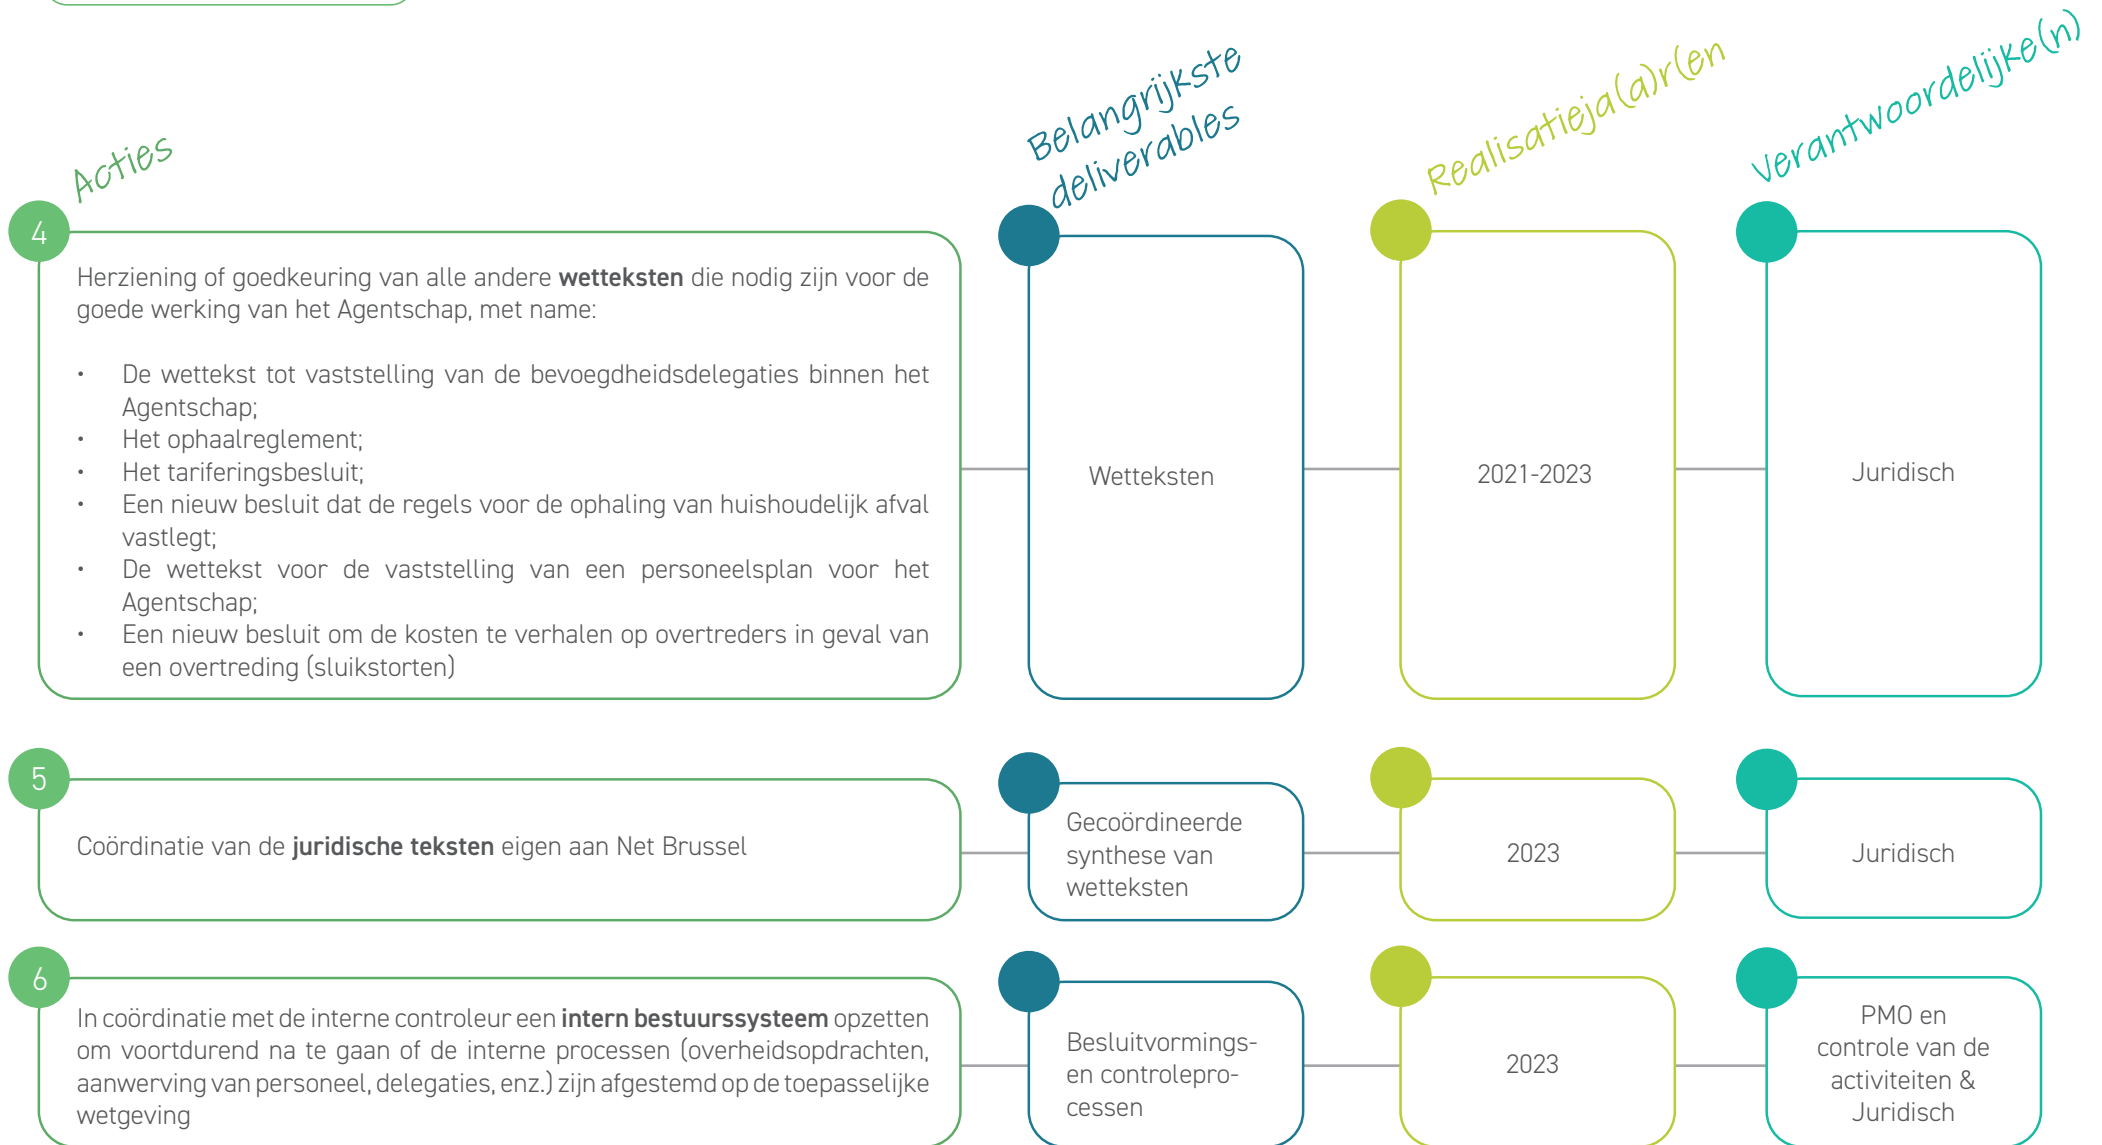 Acties
Belangrijkste
deliverables
Realisatieja(a)r(en
Verantwoordelijke(n)
4
Herziening of goedkeuring van alle andere wetteksten die nodig zijn voor de
goede werking van het Agentschap, met name:
• De wettekst tot vaststelling van de bevoegdheidsdelegaties binnen het
Agentschap;
• Het ophaalreglement;
• Het tariferingsbesluit;
• Een nieuw besluit dat de regels voor de ophaling van huishoudelijk afval
vastlegt;
• De wettekst voor de vaststelling van een personeelsplan voor het
Agentschap;
• Een nieuw besluit om de kosten te verhalen op overtreders in geval van
een overtreding (sluikstorten)
Wetteksten
2021-2023
Juridisch
5
Coördinatie van de juridische teksten eigen aan Net Brussel
Gecoördineerde
synthese van
wetteksten
2023
Juridisch
6
In coördinatie met de interne controleur een intern bestuurssysteem opzetten
om voortdurend na te gaan of de interne processen (overheidsopdrachten,
aanwerving van personeel, delegaties, enz.) zijn afgestemd op de toepasselijke
wetgeving
Besluitvormings-
en controlepro-
cessen
2023
PMO en
controle van de
activiteiten &
Juridisch